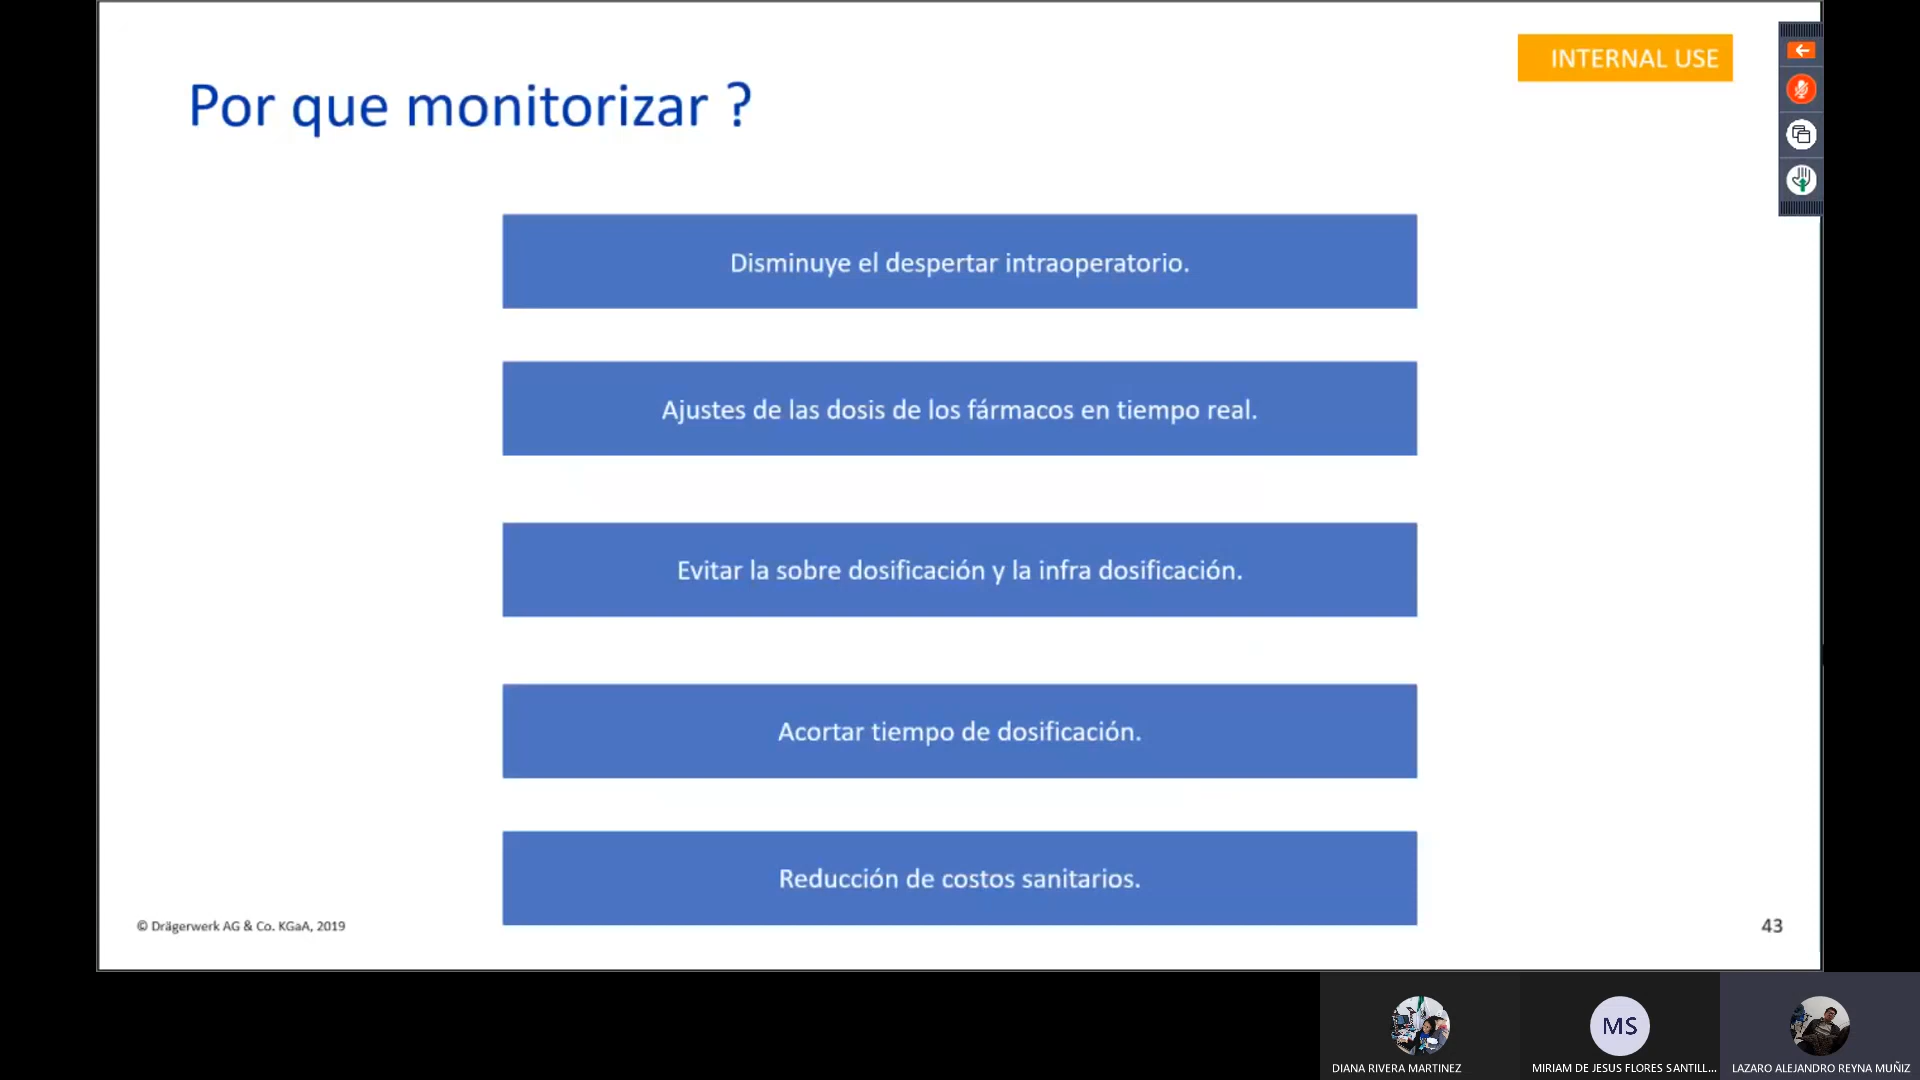 INTERNAL USE
Por que monitorizar ?
Disminuye el despertar intraoperatorio.
Ajustes de las dosis de los fármacos en tiempo real.
Evitar la sobre dosificación y la infra dosificación.
Acortar tiempo de dosificación.
Reducción de costos sanitarios.
© Drägerwerk AG & Co. KGaA, 2019
43
MS
DIANA RIVERA MARTINEZ
MIRIAM DE JESUS FLORES SANTILL...
LAZARO ALEJANDRO REYNA MUÑIZ